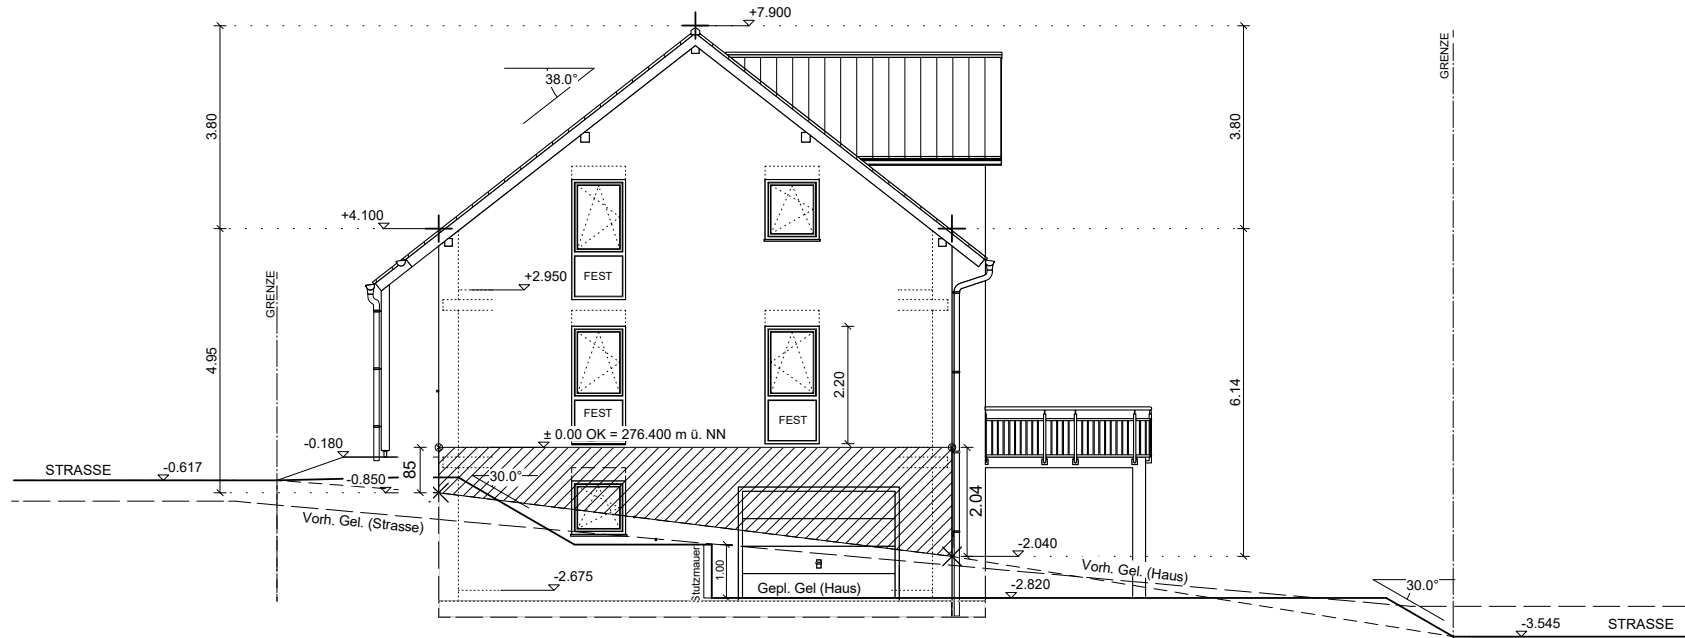 +7.900
GRENZE
38.0°
3.80
3.80
+4.100
+2.950
FEST
GRENZE
4.95
2.20
6.14
FEST
FEST
± 0.00 OK = 276.400 m ü. NN
-0.180
STRASSE
-0.617
-0.850
85
30.0°
2.04
Vorh. Gel. (Strasse)
-2.040
Vorh. Gel. (Haus)
-2.675
Stutzmauer
1.00
Gepl. Gel (Haus)
-2.820
30.0°
-3.545
STRASSE